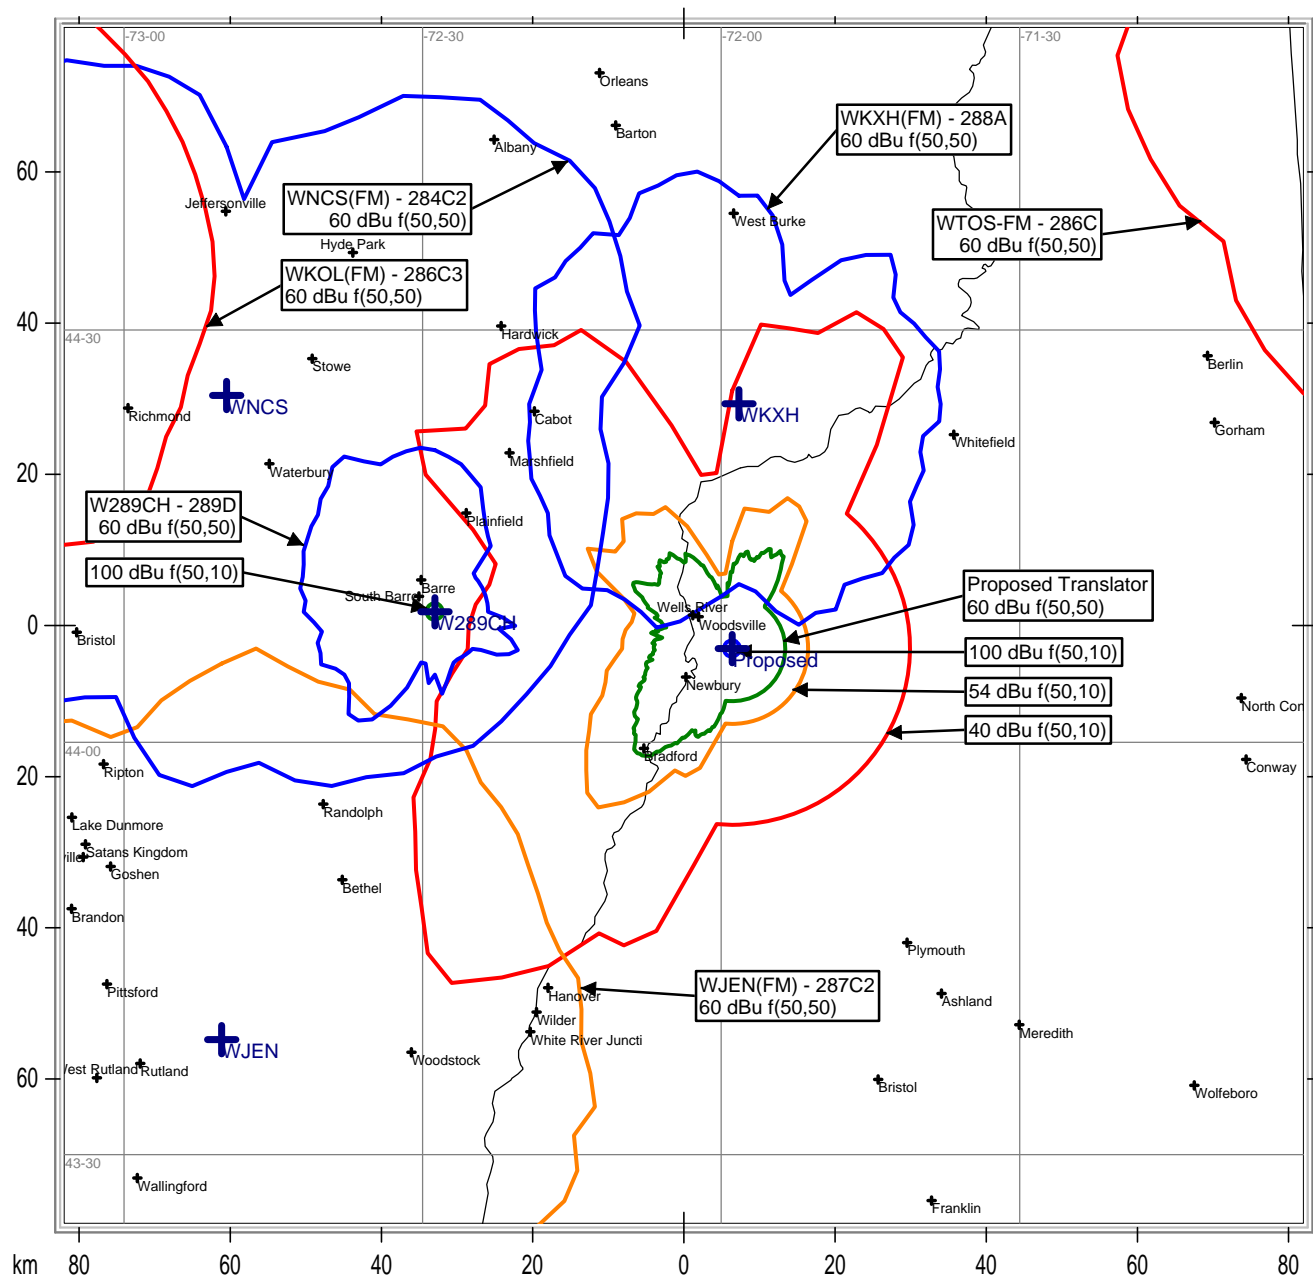 -73-00
-72-30
-72-00
-71-30
Orleans
Barton
Albany
WKXH(FM) - 288A
60 dBu f(50,50)
60
WNCS(FM) - 284C2
60 dBu f(50,50)
Jeffersonville
West Burke
WTOS-FM - 286C
60 dBu f(50,50)
Hyde Park
WKOL(FM) - 286C3
60 dBu f(50,50)
40
44-30
Hardwick
Stowe
Berlin
WNCS
WKXH
Richmond
Cabot
Gorham
Whitefield
20
Waterbury
Marshfield
W289CH - 289D
60 dBu f(50,50)
Plainfield
100 dBu f(50,10)
Barre
South Barre
W289CH
Proposed Translator
60 dBu f(50,50)
0
Bristol
Wells River
Woodsville
Proposed
100 dBu f(50,10)
Newbury
54 dBu f(50,10)
North Con
40 dBu f(50,10)
44-00
Bradford
20
Ripton
Conway
Randolph
Lake Dunmore
Satans Kingdom
Goshen
Bethel
Brandon
40
Plymouth
Pittsford
Hanover
WJEN(FM) - 287C2
60 dBu f(50,50)
Ashland
Wilder
White River Juncti
Meredith
WJEN
Woodstock
60
est Rutland
Rutland
Bristol
Wolfeboro
43-30
Wallingford
Franklin
km 80 60 40 20 0 20 40 60 80